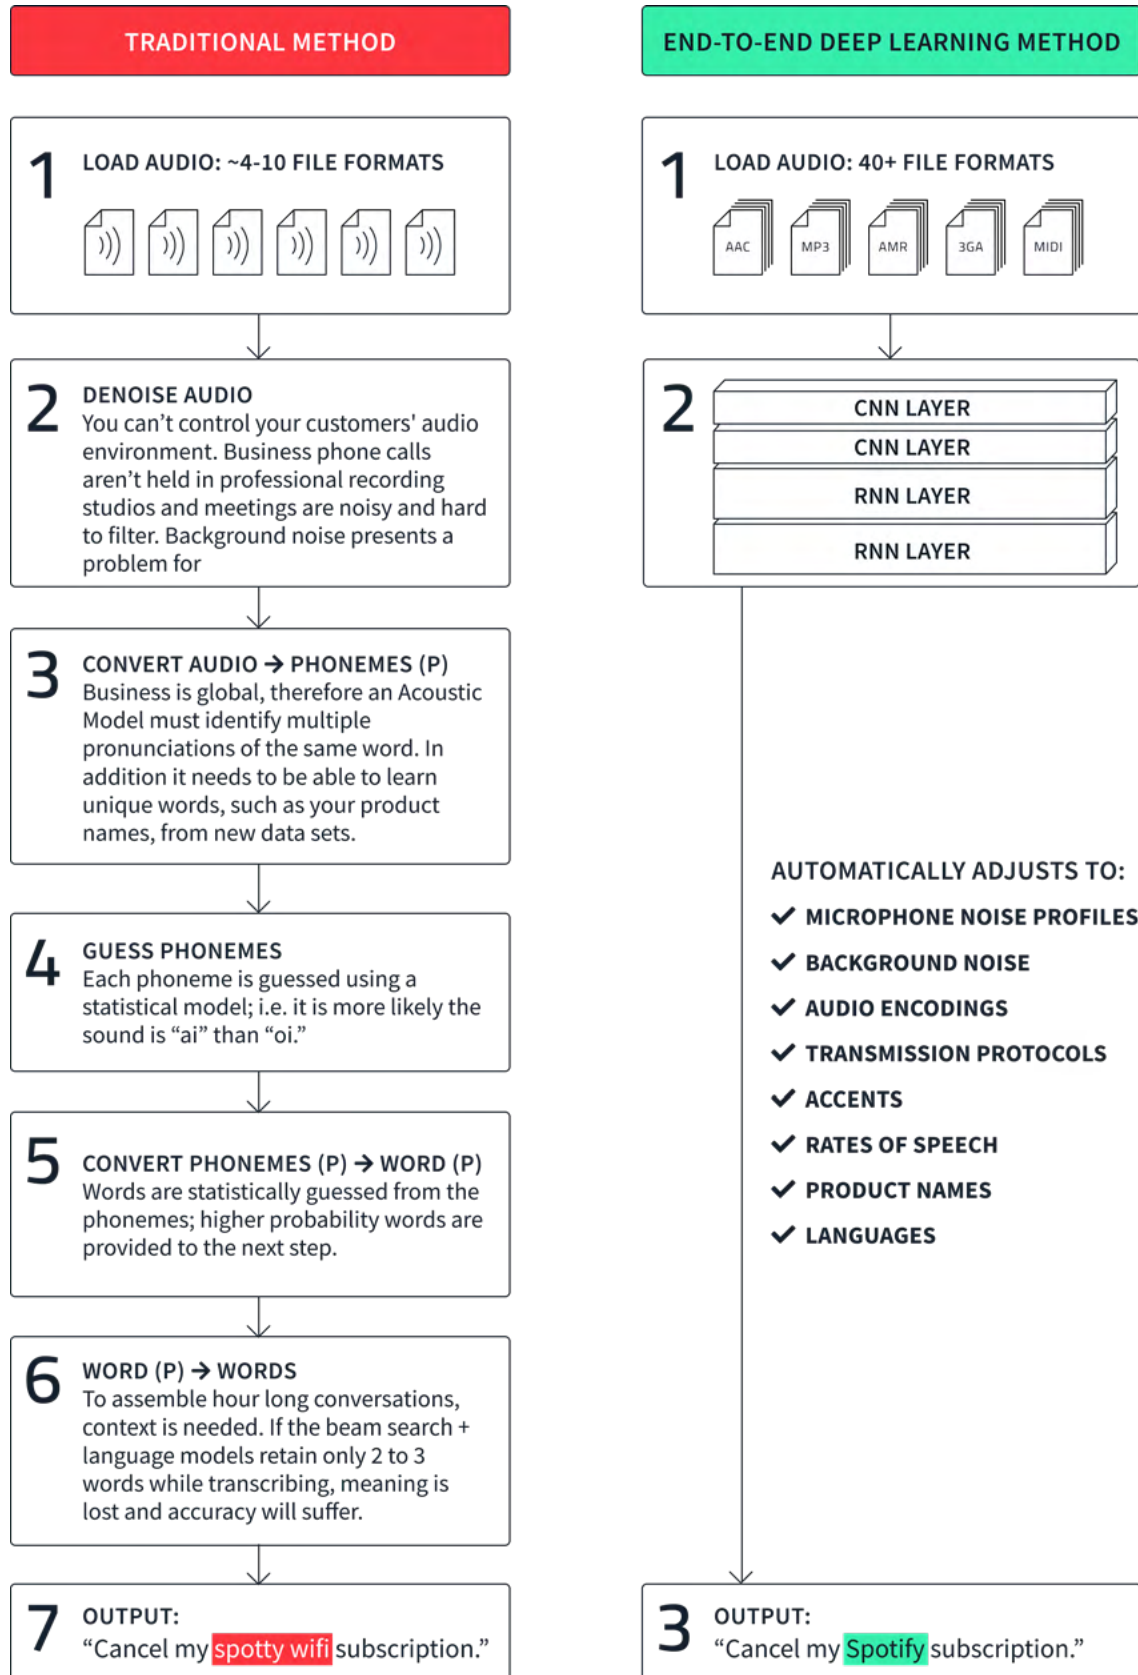 TRADITIONAL METHOD
1
LOAD AUDIO: ~4-10 FILE FORMATS
2
DENOISE AUDIO
You can’t control your customers' audio
environment. Business phone calls
aren’t held in professional recording
studios and meetings are noisy and hard
to filter. Background noise presents a
problem for
3
CONVERT AUDIO → PHONEMES (P)
Business is global, therefore an Acoustic
Model must identify multiple
pronunciations of the same word. In
addition it needs to be able to learn
unique words, such as your product
names, from new data sets.
4
GUESS PHONEMES
Each phoneme is guessed using a
statistical model; i.e. it is more likely the
sound is “ai” than “oi.”
5
CONVERT PHONEMES (P) → WORD (P)
Words are statistically guessed from the
phonemes; higher probability words are
provided to the next step.
6
WORD (P) → WORDS
To assemble hour long conversations,
context is needed. If the beam search +
language models retain only 2 to 3
words while transcribing, meaning is
lost and accuracy will suffer.
7
OUTPUT:
“Cancel my spotty wifi subscription.”
END-TO-END DEEP LEARNING METHOD
1
LOAD AUDIO: 40+ FILE FORMATS
AAC MP3 AMR 3GA MIDI
2
CNN LAYER
CNN LAYER
RNN LAYER
RNN LAYER
AUTOMATICALLY ADJUSTS TO:
✔ MICROPHONE NOISE PROFILES
✔ BACKGROUND NOISE
✔ AUDIO ENCODINGS
✔ TRANSMISSION PROTOCOLS
✔ ACCENTS
✔ RATES OF SPEECH
✔ PRODUCT NAMES
✔ LANGUAGES
3
OUTPUT:
“Cancel my Spotify subscription.”